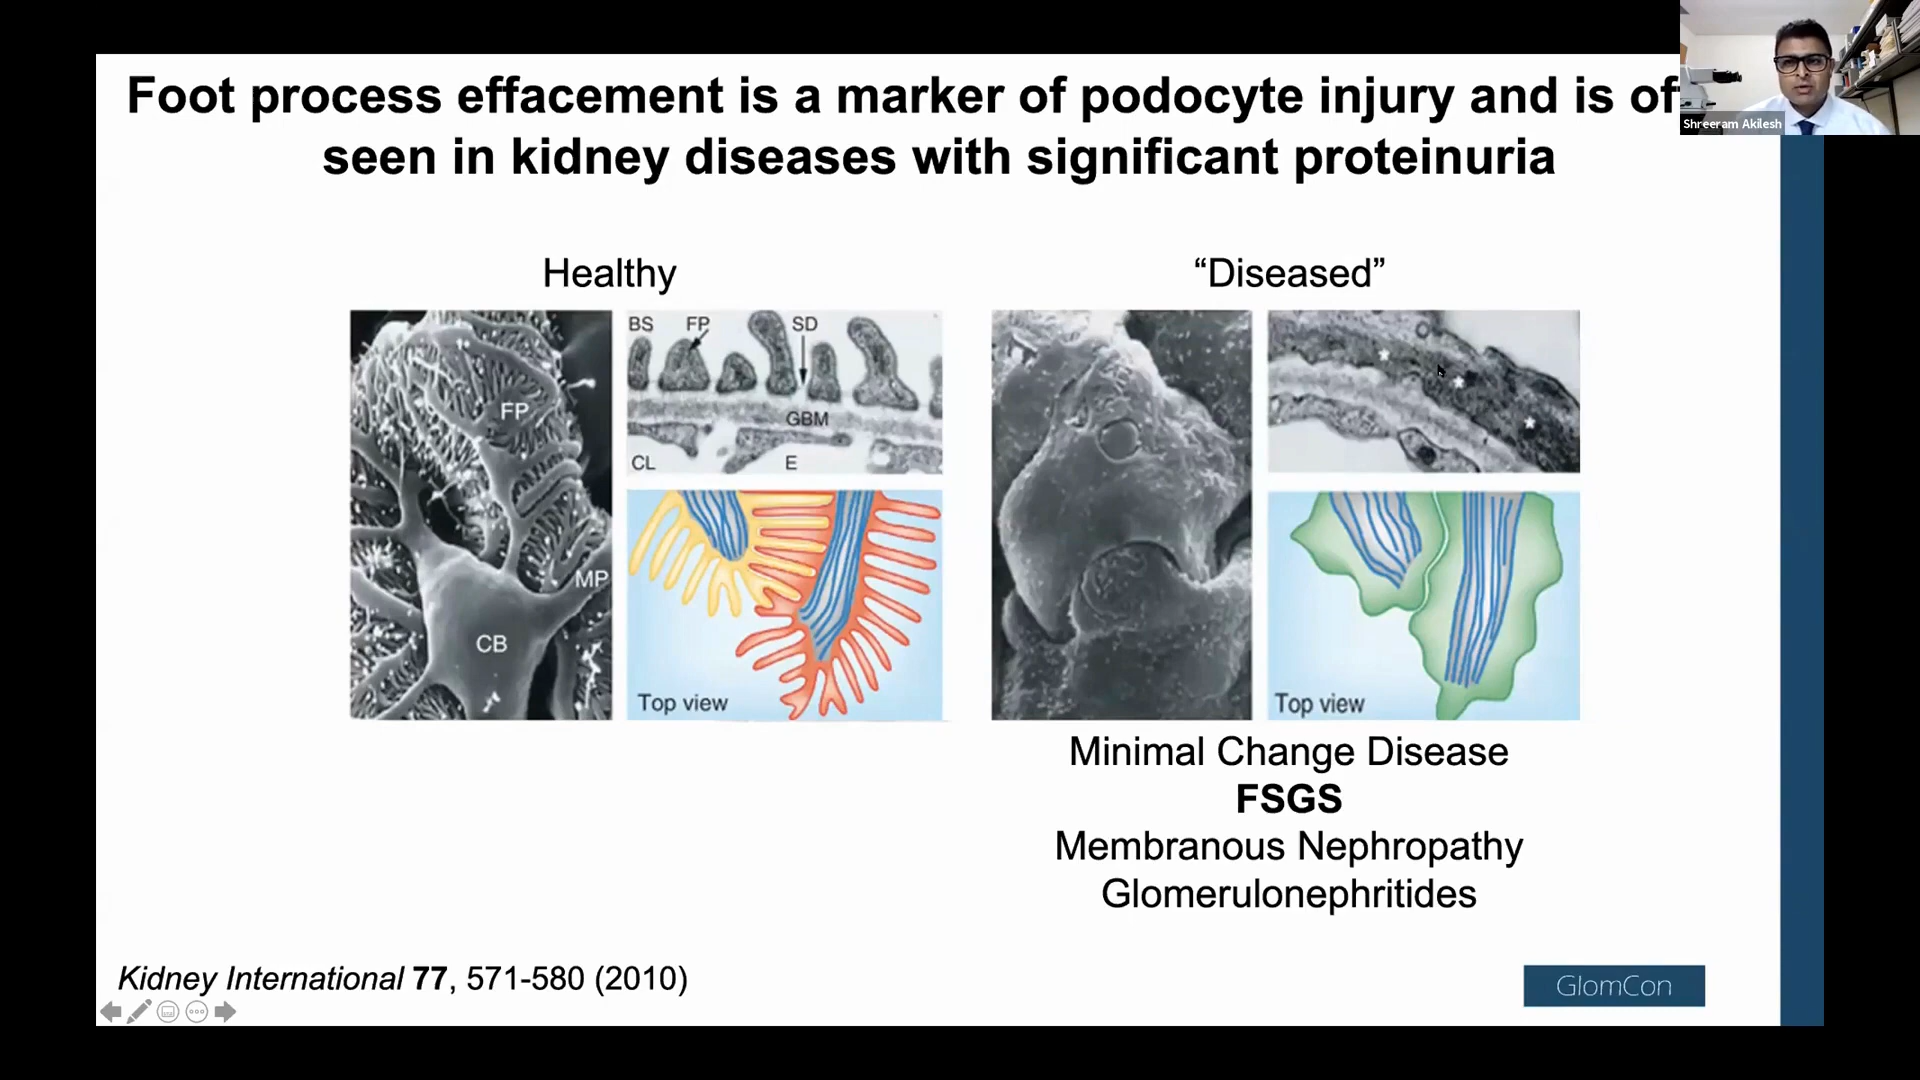 Foot process effacement is a marker of podocyte injury and is of
seen in kidney diseases with significant proteinuria
Shreeram Akilesh
Healthy
“Diseased”
BS FP SD
GBM
CL E
FP
MP
CB
Top view
Top view
Minimal Change Disease
FSGS
Membranous Nephropathy
Glomerulonephritides
Kidney International 77, 571-580 (2010)
GlomCon